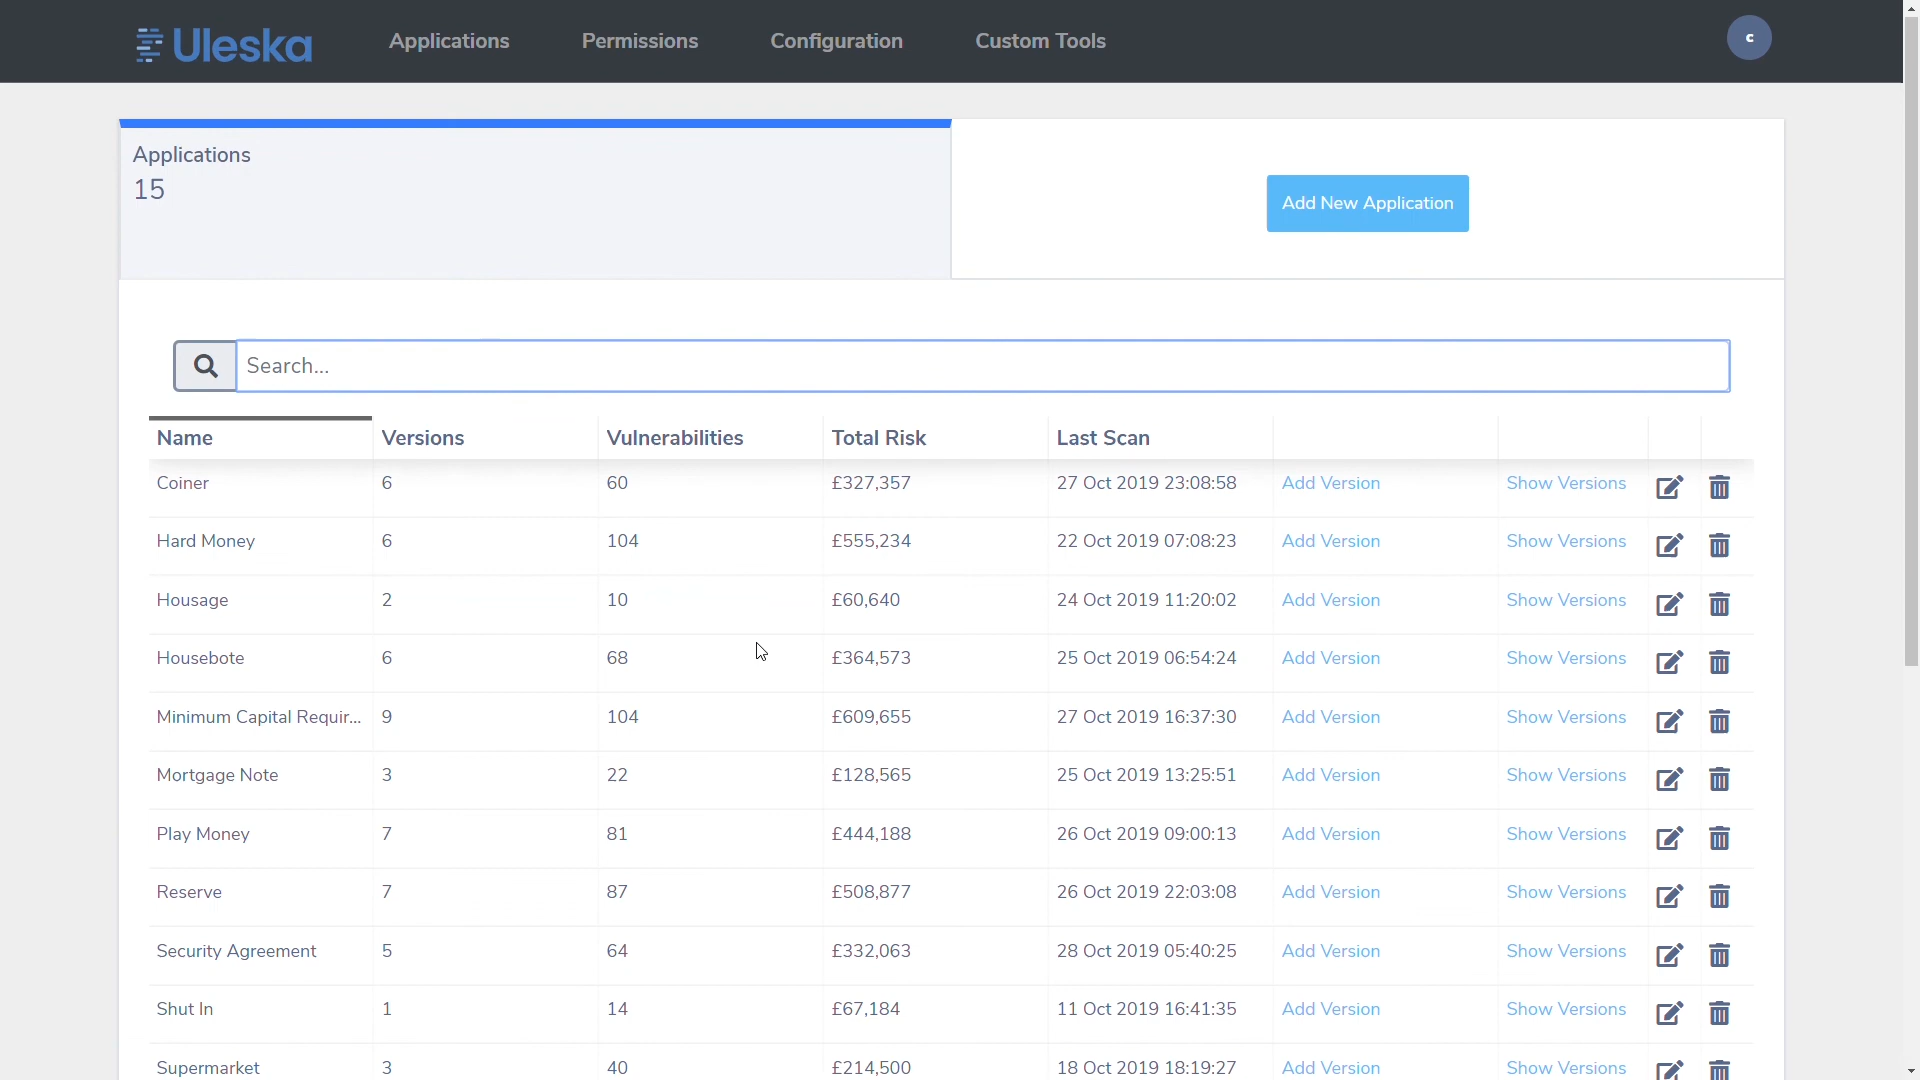 Uleska Applications Permissions Configuration Custom Tools c
Applications
15
Add New Application
Search...
Name Versions Vulnerabilities Total Risk Last Scan
Coiner 6 60 £327,357 27 Oct 2019 23:08:58 Add Version Show Versions
Hard Money 6 104 £555,234 22 Oct 2019 07:08:23 Add Version Show Versions
Housage 2 10 £60,640 24 Oct 2019 11:20:02 Add Version Show Versions
Housebote 6 68 £364,573 25 Oct 2019 06:54:24 Add Version Show Versions
Minimum Capital Requir... 9 104 £609,655 27 Oct 2019 16:37:30 Add Version Show Versions
Mortgage Note 3 22 £128,565 25 Oct 2019 13:25:51 Add Version Show Versions
Play Money 7 81 £444,188 26 Oct 2019 09:00:13 Add Version Show Versions
Reserve 7 87 £508,877 26 Oct 2019 22:03:08 Add Version Show Versions
Security Agreement 5 64 £332,063 28 Oct 2019 05:40:25 Add Version Show Versions
Shut In 1 14 £67,184 11 Oct 2019 16:41:35 Add Version Show Versions
Supermarket 3 40 £214,500 18 Oct 2019 18:19:27 Add Version Show Versions